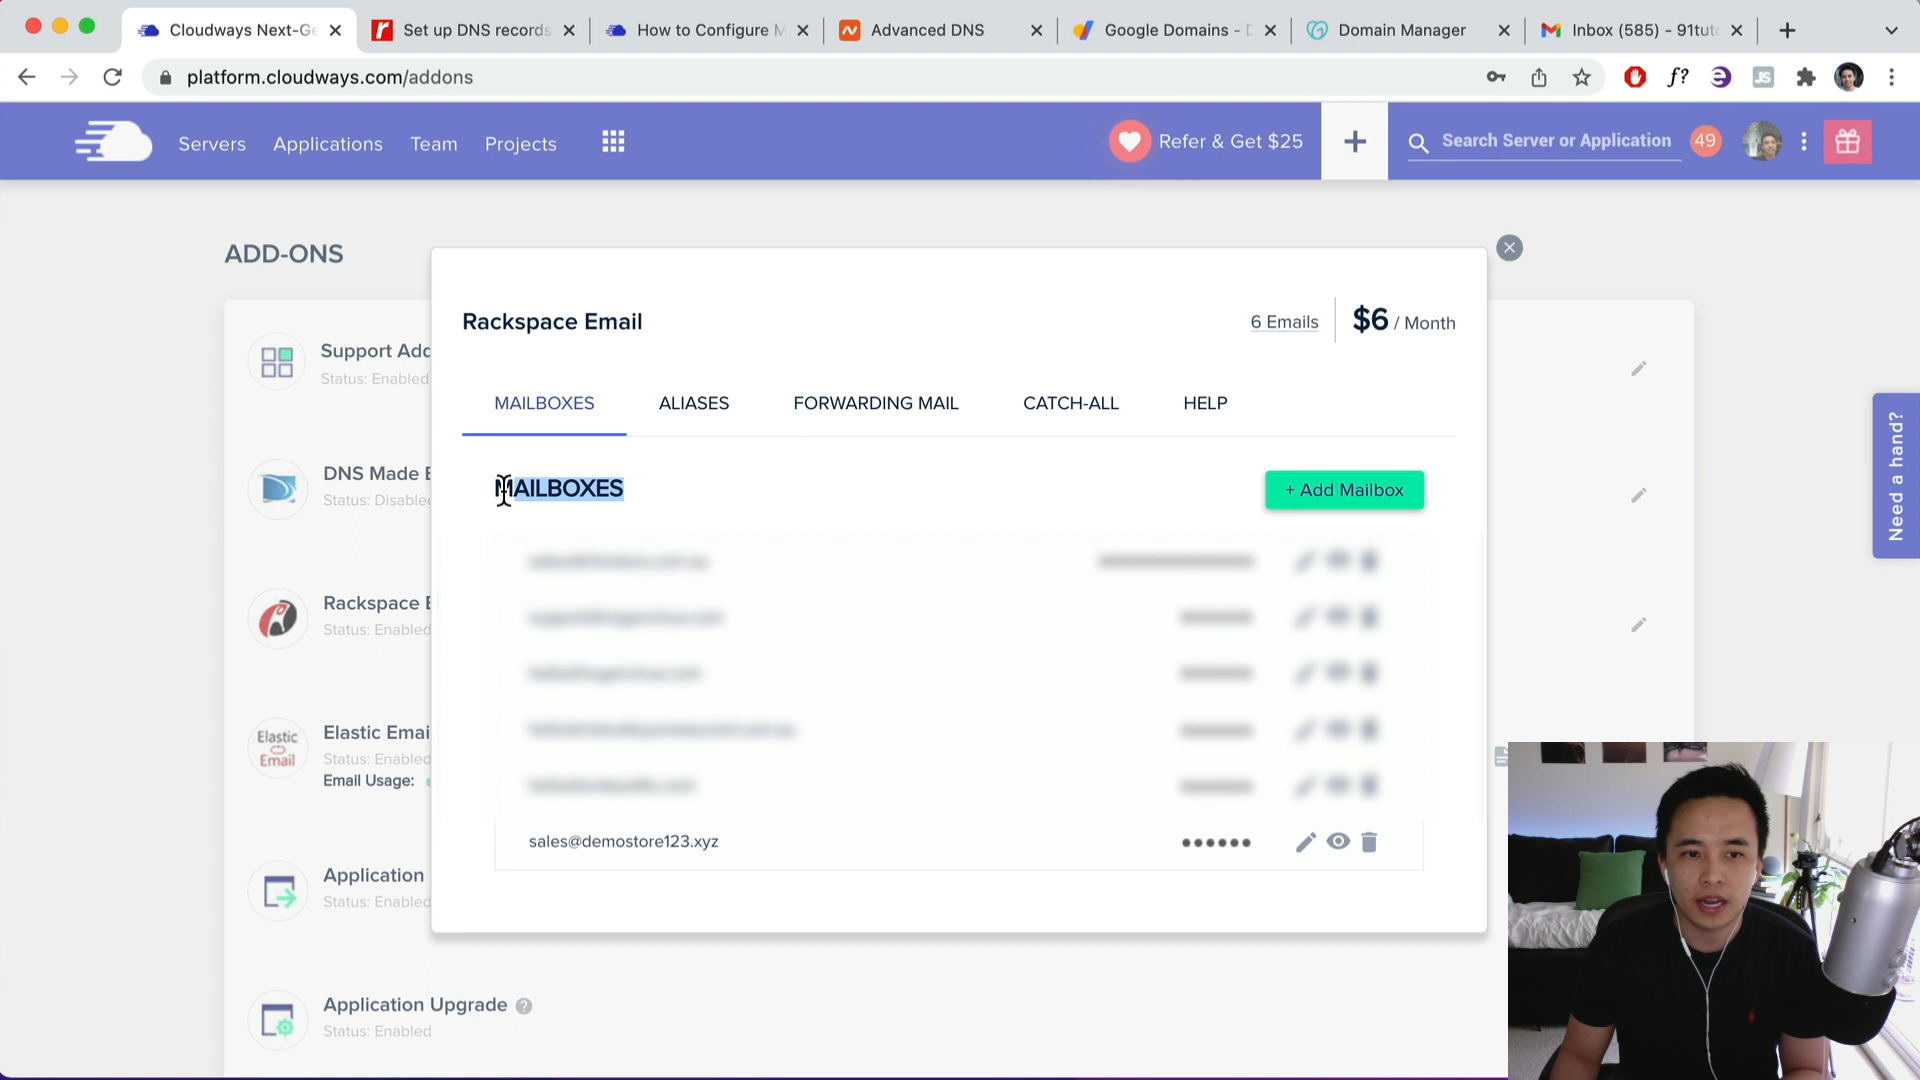 Cloudways Next-Ge
Set up DNS records
How to Configure M
Advanced DNS
Google Domains - D
Domain Manager
Inbox (585) - 91tut
platform.cloudways.com/addons
f?
JS
Servers
Applications
Team
Projects
Refer & Get $25
+
Search Server or Application
49
ADD-ONS
Rackspace Email
6 Emails
$6 / Month
MAILBOXES
ALIASES
FORWARDING MAIL
CATCH-ALL
HELP
MAILBOXES
+ Add Mailbox
sales@demostore123.xyz
Support Add
Status: Enabled
DNS Made E
Status: Disable
Rackspace E
Status: Enabled
Elastic Email
Elastic Emai
Status: Enabled
Email Usage:
Application
Status: Enabled
Application Upgrade ?
Status: Enabled
Need a hand?